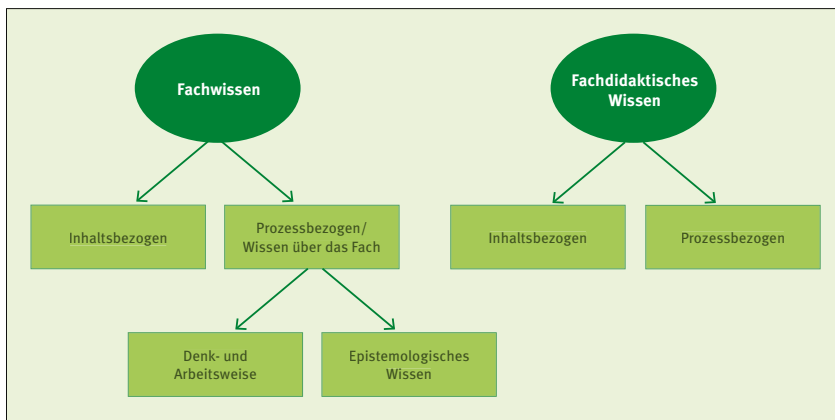 Fachwissen
Fachdidaktisches
Wissen
Inhaltsbezogen
Prozessbezogen/
Wissen über das Fach
Inhaltsbezogen
Prozessbezogen
Denk- und
Arbeitsweise
Epistemologisches
Wissen